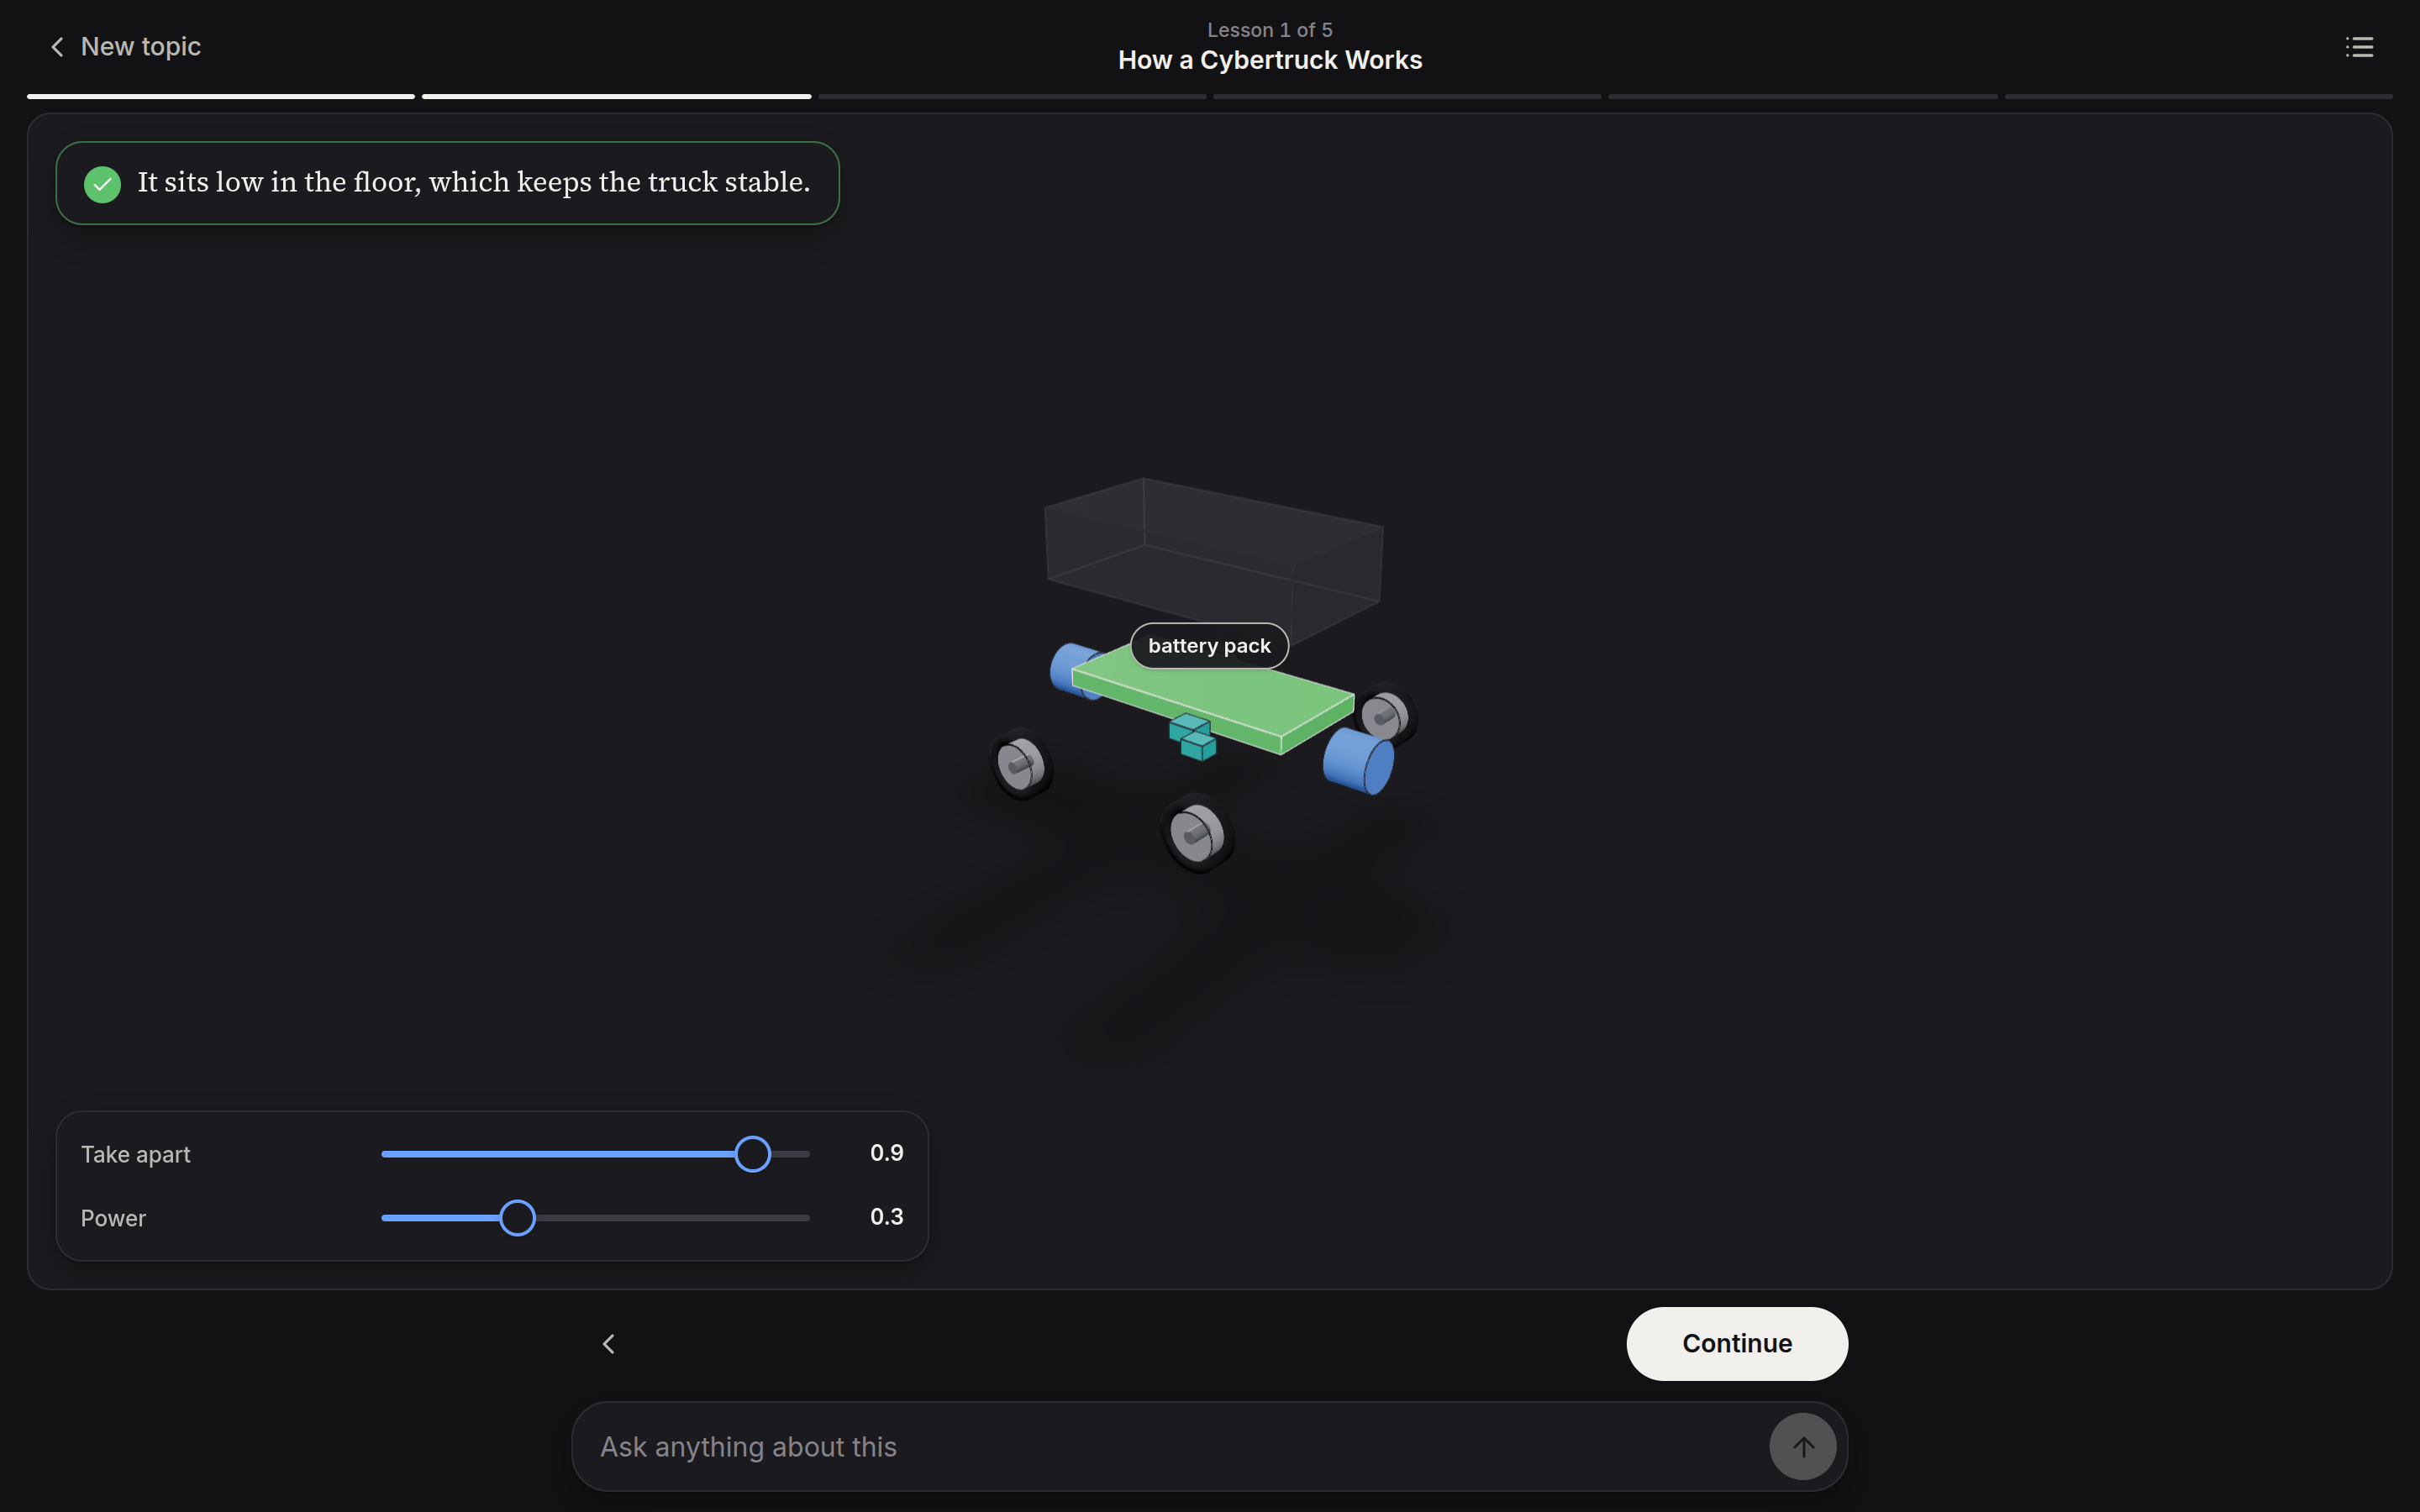 New topic
Lesson 1 of 5
How a Cybertruck Works
It sits low in the floor, which keeps the truck stable.
battery pack
Take apart
0.9
Power
0.3
Continue
Ask anything about this